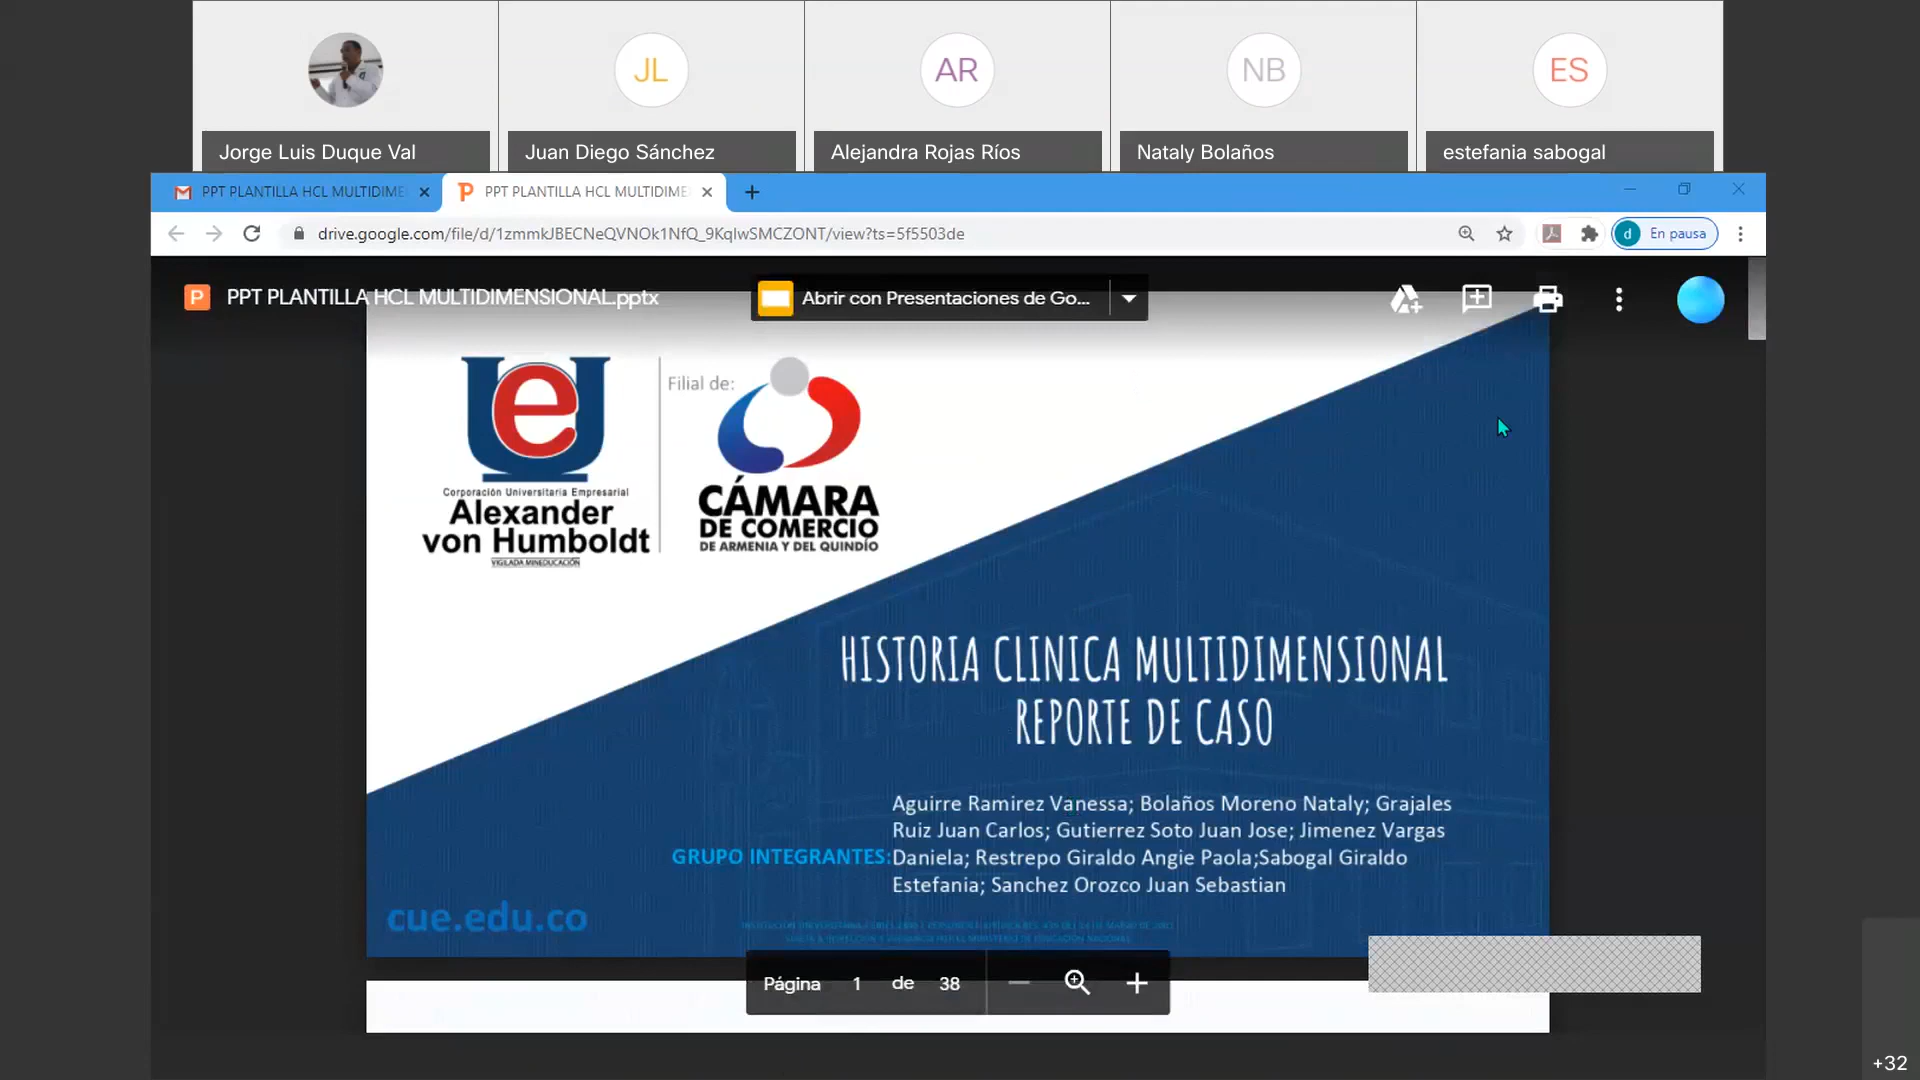 JL
AR
NB
ES
Jorge Luis Duque Val
Juan Diego Sánchez
Alejandra Rojas Ríos
Nataly Bolaños
estefania sabogal
PPT PLANTILLA HCL MULTIDIME
PPT PLANTILLA HCL MULTIDIME
drive.google.com/file/d/1zmmkJBECNeQVNOk1NfQ_9KqlwSMCZONT/view?ts=5f5503de
d
En pausa
P
PPT PLANTILLA HCL MULTIDIMENSIONAL.pptx
Abrir con Presentaciones de Go...
Ue
Corporación Universitaria Empresarial
Alexander
von Humboldt
VIGILADA MINEDUCACIÓN
Filial de:
CÁMARA
DE COMERCIO
DE ARMENIA Y DEL QUINDÍO
HISTORIA CLINICA MULTIDIMENSIONAL
REPORTE DE CASO
GRUPO INTEGRANTES:
Aguirre Ramirez Vanessa; Bolaños Moreno Nataly; Grajales
Ruiz Juan Carlos; Gutierrez Soto Juan Jose; Jimenez Vargas
Daniela; Restrepo Giraldo Angie Paola;Sabogal Giraldo
Estefania; Sanchez Orozco Juan Sebastian
cue.edu.co
Página 1 de 38
+32